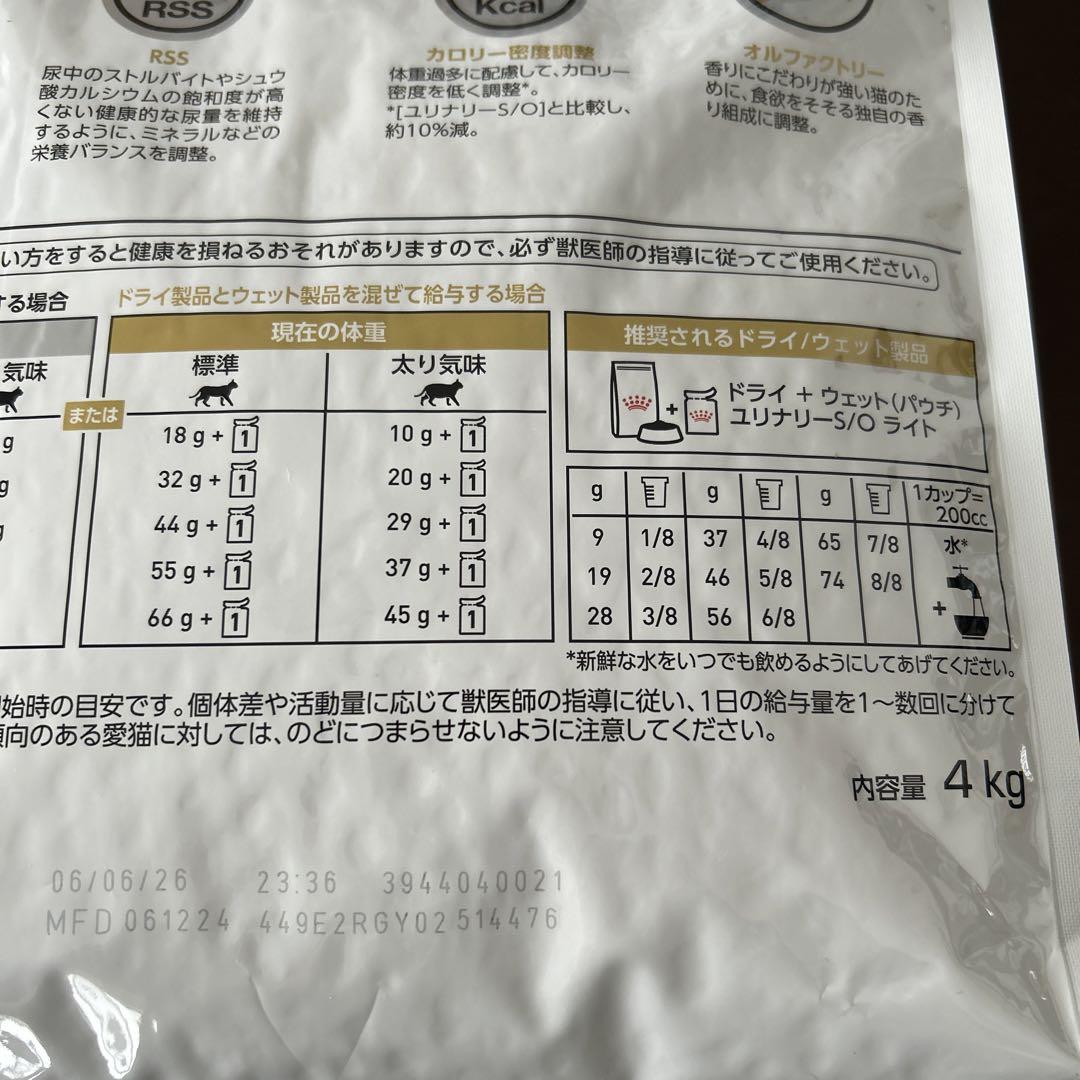 RSS
Kcal
RSS
尿中のストルバイトやシュウ
酸カルシウムの飽和度が高
くない健康的な尿量を維持
するように、ミネラルなどの
栄養バランスを調整。
カロリー密度調整
体重過多に配慮して、カロリー
密度を低く調整*。
*[ユリナリーS/O]と比較し、
約10%減。
オルファクトリー
香りにこだわりが強い猫のた
めに、食欲をそそる独自の香
り組成に調整。
い方をすると健康を損ねるおそれがありますので、必ず獣医師の指導に従ってご使用ください。
する場合
気味
g
g
g
または
ドライ製品とウェット製品を混ぜて給与する場合
現在の体重
標準 太り気味
18 g + 1 10 g + 1
32 g + 1 20 g + 1
44 g + 1 29 g + 1
55 g + 1 37 g + 1
66 g + 1 45 g + 1
推奨されるドライ/ウェット製品
+
ドライ + ウェット(パウチ)
ユリナリーS/O ライト
g g g 1カップ=
200cc
9 1/8 37 4/8 65 7/8 水*
19 2/8 46 5/8 74 8/8
28 3/8 56 6/8 +
*新鮮な水をいつでも飲めるようにしてあげてください。
始時の目安です。個体差や活動量に応じて獣医師の指導に従い、1日の給与量を1〜数回に分けて
傾向のある愛猫に対しては、のどにつまらせないように注意してください。
内容量 4 kg
06/06/26 23:36 3944040021
MFD 061224 449E2RGY02 514476